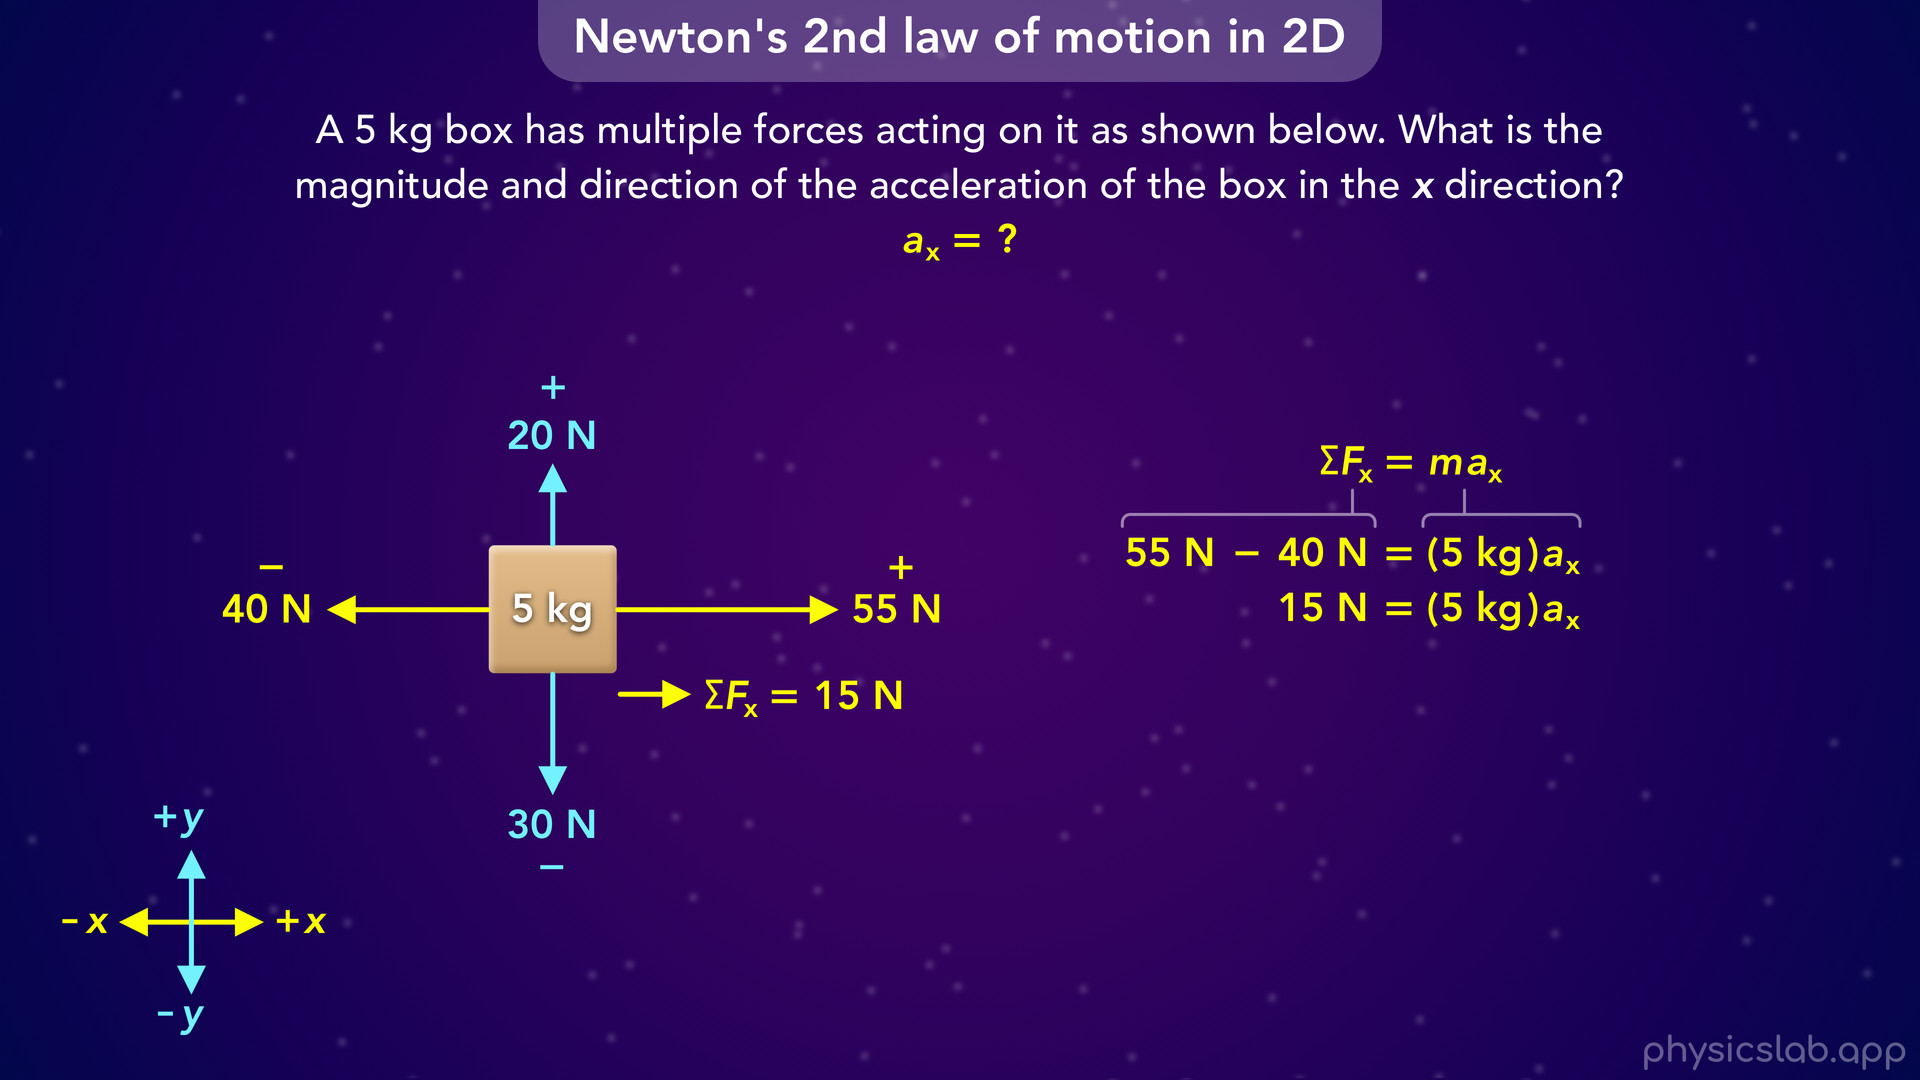 Newton's 2nd law of motion in 2D
A 5 kg box has multiple forces acting on it as shown below. What is the
magnitude and direction of the acceleration of the box in the x direction?
aₓ = ?
+
20 N
−
40 N
5 kg
+
55 N
ΣFₓ = 15 N
30 N
−
ΣFₓ = maₓ
55 N − 40 N = (5 kg)aₓ
15 N = (5 kg)aₓ
+y
-x
+x
-y
physicslab.app